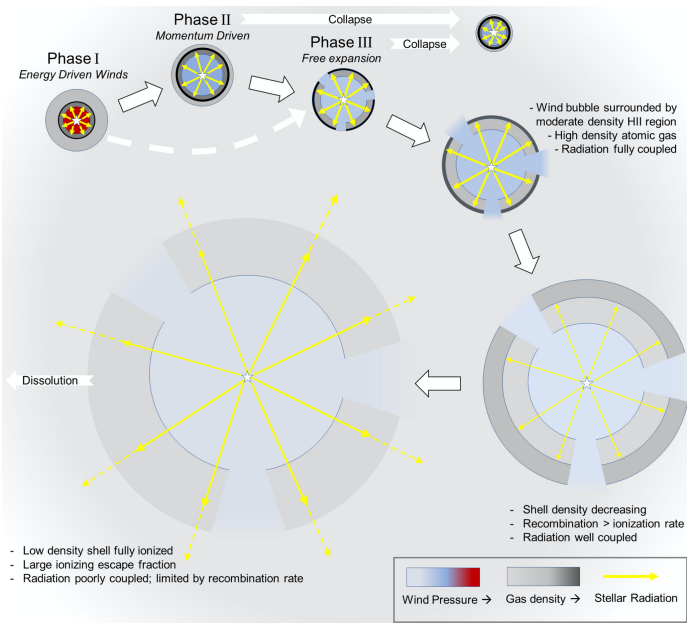 Phase I
Energy Driven Winds
Phase II
Momentum Driven
Collapse
Phase III
Free expansion
Collapse
- Wind bubble surrounded by
moderate density HII region
- High density atomic gas
- Radiation fully coupled
Dissolution
- Shell density decreasing
- Recombination > ionization rate
- Radiation well coupled
- Low density shell fully ionized
- Large ionizing escape fraction
- Radiation poorly coupled; limited by recombination rate
Wind Pressure → Gas density → Stellar Radiation